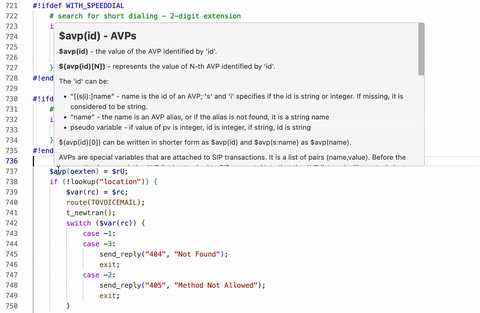 721 #!ifdef WITH_SPEEDDIAL
722 # search for short dialing - 2-digit extension
723
724
725
726
727
728 #!end
729
730 #!ifd
731 #
732
733
734
735 #!end
736
$avp(id) - AVPs
$avp(id) - the value of the AVP identified by 'id'.
$(avp(id)[N]) - represents the value of N-th AVP identified by 'id'.
The 'id' can be:
• "[(s|i):]name" - name is the id of an AVP; 's' and 'i' specifies if the id is string or integer. If missing, it is
considered to be string.
• "name" - the name is an AVP alias, or if the alias is not found, it is a string name
• pseudo variable - if value of pv is integer, id is integer, if string, id is string
$(avp(id)[0]) can be written in shorter form as $avp(id) and $avp(s:name) as $avp(name).
AVPs are special variables that are attached to SIP transactions. It is a list of pairs (name,value). Before the
737 $avp(oexten) = $rU;
738 if (!lookup("location")) {
739 $var(rc) = $rc;
740 route(TOVOICEMAIL);
741 t_newtran();
742 switch ($var(rc)) {
743 case -1:
744 case -3:
745 send_reply("404", "Not Found");
746 exit;
747 case -2:
748 send_reply("405", "Method Not Allowed");
749 exit;
750 }